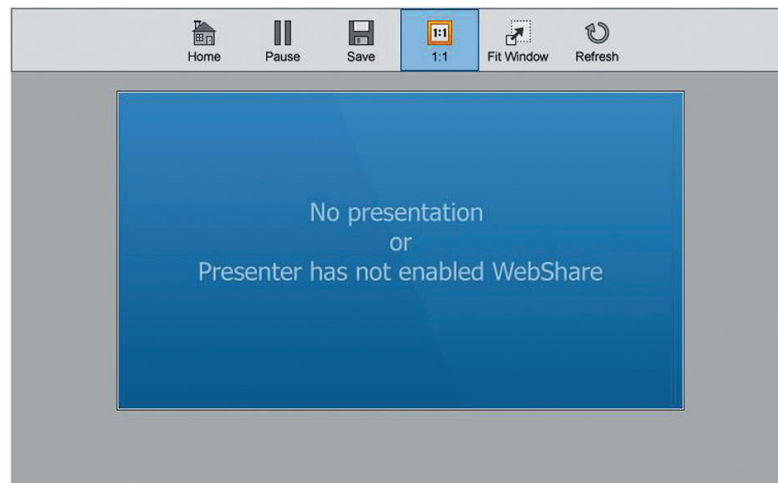 Home Pause Save 1:1 1:1 Fit Window Refresh
No presentation
or
Presenter has not enabled WebShare